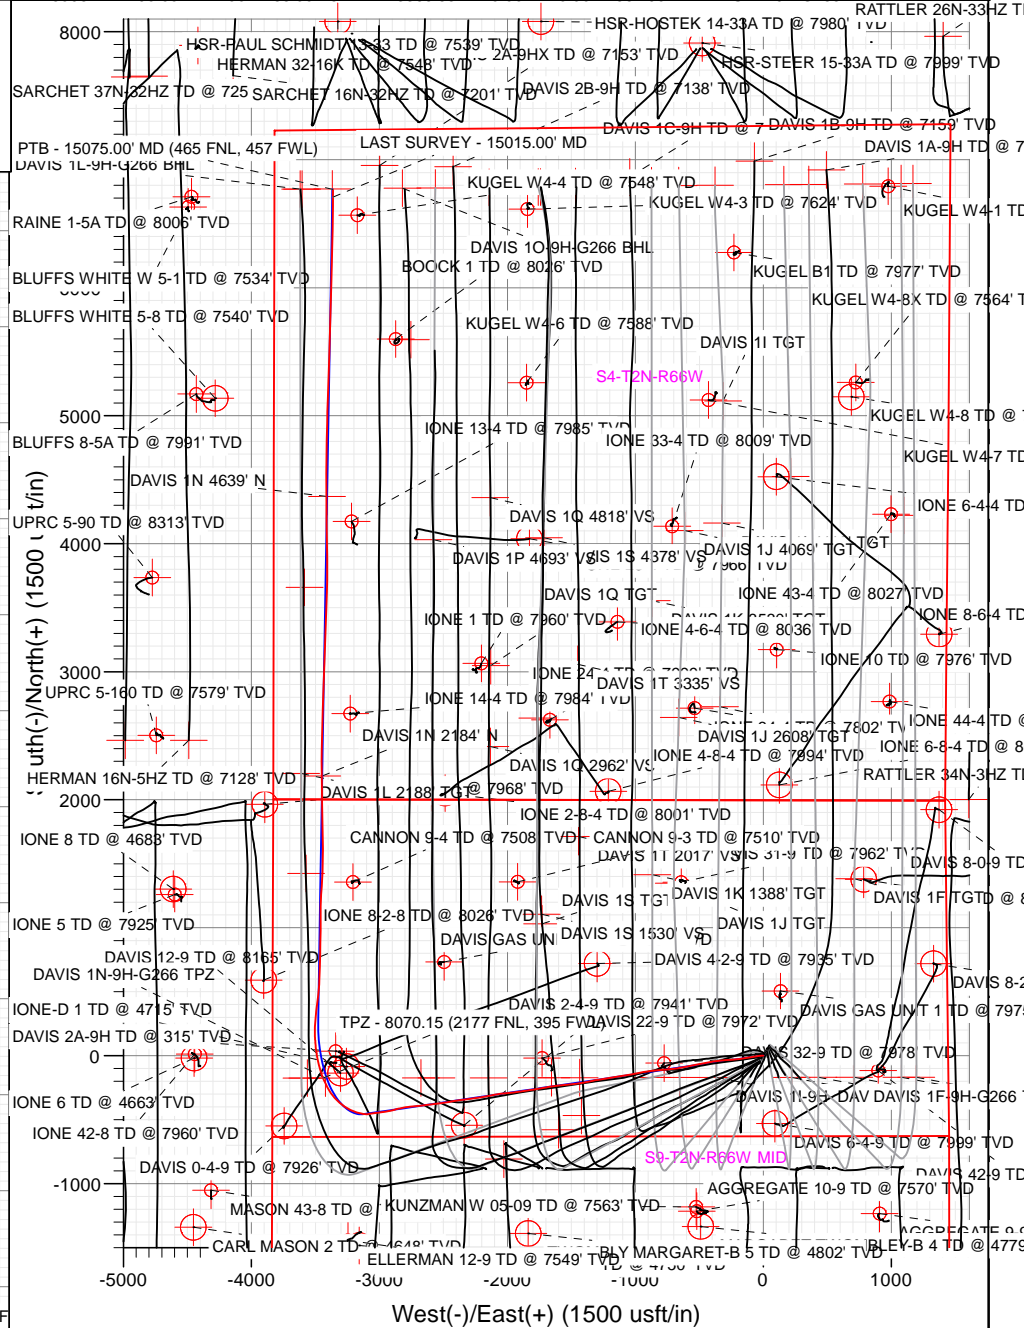 RATTLER 26N-33HZ
HSR-HOSTEK 14-33A TD @ 7980' TVD
8000
HSR-PAUL SCHMIDT 13-33 TD @ 7539' TVD
2A-9HX TD @ 7153' TVD
HERMAN 32-16K TD @ 7548' TVD
HSR-STEER 15-33A TD @ 7999' TVD
SARCHET 37N-32HZ TD @ 725
SARCHET 16N-32HZ TD @ 7201' TVD
DAVIS 2B-9H TD @ 7138' TVD
DAVIS 1C-9H TD @ 7
DAVIS 1B-9H TD @ 7159' TVD
PTB - 15075.00' MD (465 FNL, 457 FWL)
LAST SURVEY - 15015.00' MD
DAVIS 1A-9H TD @ 7
DAVIS 1L-9H-G266 BHL
KUGEL W4-4 TD @ 7548' TVD
KUGEL W4-3 TD @ 7624' TVD
KUGEL W4-1 TD
RAINE 1-5A TD @ 8006' TVD
DAVIS 1O-9H-G266 BHL
BOOCK 1 TD @ 8026' TVD
KUGEL B1 TD @ 7977' TVD
BLUFFS WHITE W 5-1 TD @ 7534' TVD
KUGEL W4-8X TD @ 7564'
BLUFFS WHITE 5-8 TD @ 7540' TVD
KUGEL W4-6 TD @ 7588' TVD
DAVIS 1I TGT
S4-T2N-R66W
5000
KUGEL W4-8 TD @
BLUFFS 8-5A TD @ 7991' TVD
IONE 13-4 TD @ 7985' TVD
IONE 33-4 TD @ 8009' TVD
KUGEL W4-7 TD
DAVIS 1N 4639' N
IONE 6-4-4 TD
UPRC 5-90 TD @ 8313' TVD
DAVIS 1Q 4818' VS
4000
DAVIS 1J 4069' TGT
TGT
DAVIS 1P 4693' VS
1S 4378' VS
@ 7966' TVD
DAVIS 1Q TGT
IONE 43-4 TD @ 8027' TVD
IONE 1 TD @ 7960' TVD
IONE 8-6-4
IONE 4-6-4 TD @ 8036' TVD
3000
IONE 10 TD @ 7976' TVD
UPRC 5-160 TD @ 7579' TVD
DAVIS 1T 3335' VS
IONE 14-4 TD @ 7984' TVD
7802' TV
IONE 44-4 TD @
DAVIS 1N 2184' N
DAVIS 1J 2608' TGT
IONE 6-8-4 TD @ 8
IONE 4-8-4 TD @ 7994' TVD
DAVIS 1Q 2962' VS
HERMAN 16N-5HZ TD @ 7128' TVD
RATTLER 34N-3HZ TD
DAVIS 1L 2188' TGT
@ 7968' TVD
2000
IONE 2-8-4 TD @ 8001' TVD
IONE 8 TD @ 4683' TVD
CANNON 9-4 TD @ 7508' TVD
CANNON 9-3 TD @ 7510' TVD
DAVIS 1T 2017' VS
31-9 TD @ 7962' TVD
DAVIS 8-0-9 TD
DAVIS 1K 1388' TGT
DAVIS 1S TGT
DAVIS 1F TGT
IONE 5 TD @ 7925' TVD
IONE 8-2-8 TD @ 8026' TVD
DAVIS 1J TGT
DAVIS GAS UN
DAVIS 1S 1530' VS
DAVIS 12-9 TD @ 8165' TVD
DAVIS 4-2-9 TD @ 7935' TVD
DAVIS 1N-9H-G266 TPZ
DAVIS 8-2
IONE-D 1 TD @ 4715' TVD
DAVIS 2-4-9 TD @ 7941' TVD
DAVIS GAS UNIT 1 TD @ 797
TPZ - 8070.15 (2177 FNL, 395 FWL)
DAVIS 22-9 TD @ 7972' TVD
DAVIS 2A-9H TD @ 315' TVD
0
DAVIS 32-9 TD @ 7978' TVD
IONE 6 TD @ 4663' TVD
DAVIS 1F-9H-G266
IONE 42-8 TD @ 7960' TVD
DAVIS 6-4-9 TD @ 7999' TVD
DAVIS 0-4-9 TD @ 7926' TVD
S9-T2N-R66W MID
DAVIS 42-9 TD
-1000
AGGREGATE 10-9 TD @ 7570' TVD
MASON 43-8 TD @
KUNZMAN W 05-09 TD @ 7563' TVD
CARL MASON 2 TD @ 4648' TVD
BLY MARGARET-B 5 TD @ 4802' TVD
BLEY-B 4 TD @ 4779
ELLERMAN 12-9 TD @ 7549' TVD
-5000 -4000 -3000 -2000 -1000 0 1000
West(-)/East(+) (1500 usft/in)
uth(-)/North(+) (1500 t/in)